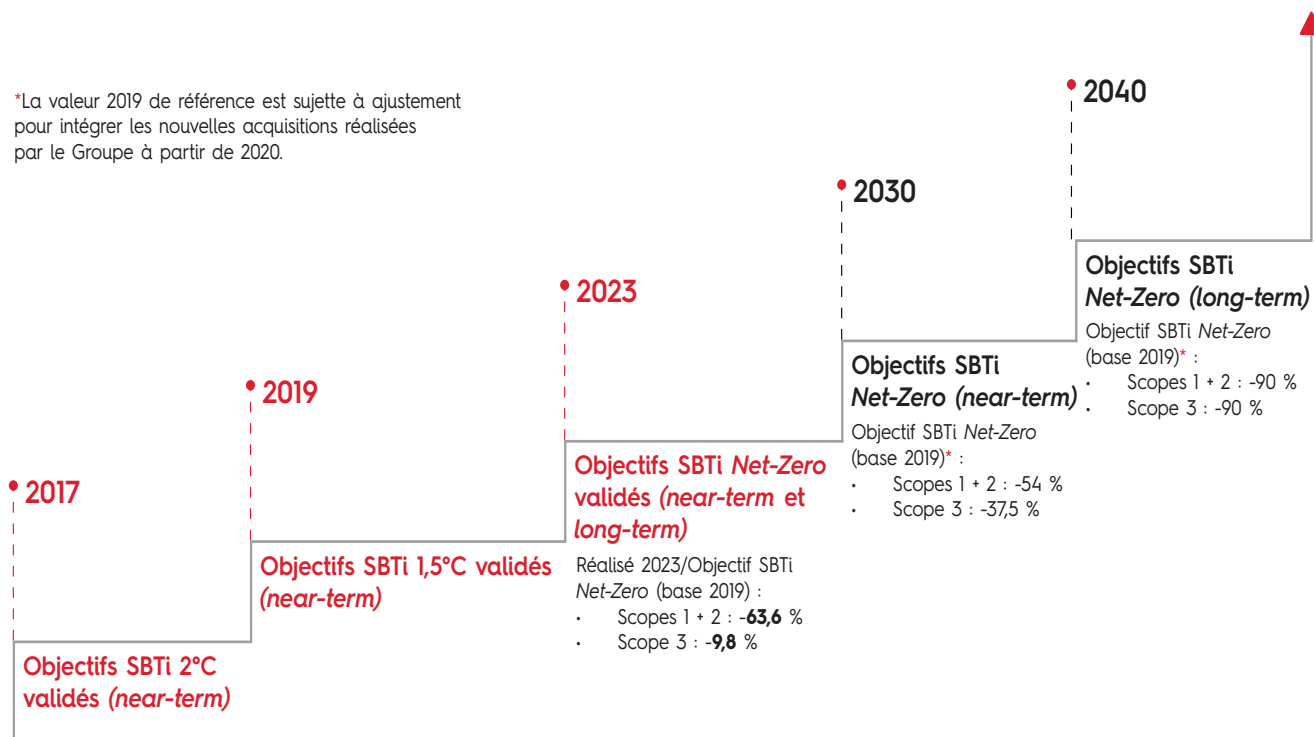 *La valeur 2019 de référence est sujette à ajustement
pour intégrer les nouvelles acquisitions réalisées
par le Groupe à partir de 2020.
2017
Objectifs SBTi 2°C
validés (near-term)
2019
Objectifs SBTi 1,5°C validés
(near-term)
2023
Objectifs SBTi Net-Zero
validés (near-term et
long-term)
Réalisé 2023/Objectif SBTi
Net-Zero (base 2019) :
• Scopes 1 + 2 : -63,6 %
• Scope 3 : -9,8 %
2030
Objectifs SBTi
Net-Zero (near-term)
Objectif SBTi Net-Zero
(base 2019)* :
• Scopes 1 + 2 : -54 %
• Scope 3 : -37,5 %
2040
Objectifs SBTi
Net-Zero (long-term)
Objectif SBTi Net-Zero
(base 2019)* :
• Scopes 1 + 2 : -90 %
• Scope 3 : -90 %